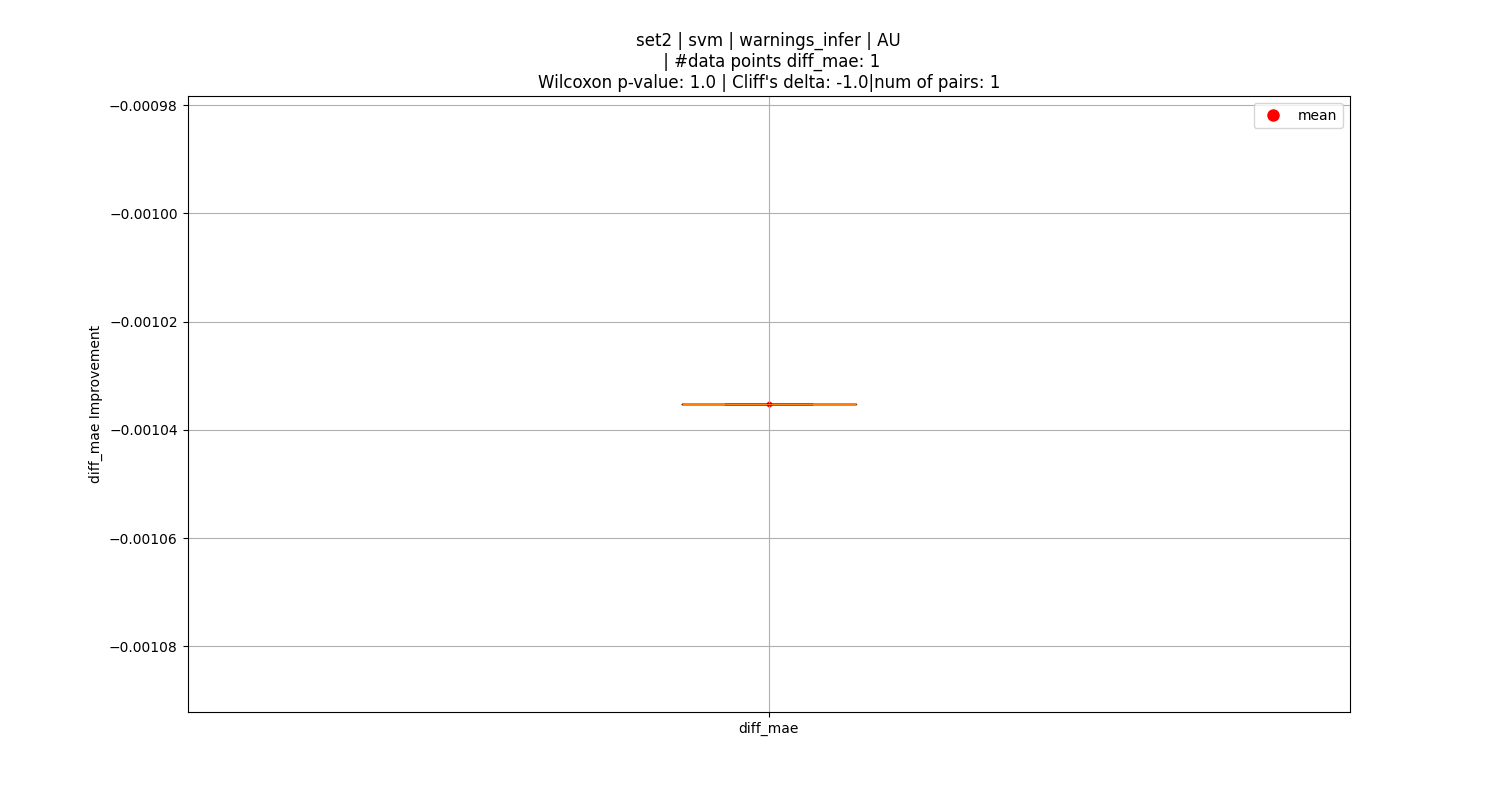 set2 | svm | warnings_infer | AU
| #data points diff_mae: 1
Wilcoxon p-value: 1.0 | Cliff's delta: -1.0|num of pairs: 1
mean
−0.00098
−0.00100
−0.00102
−0.00104
−0.00106
−0.00108
diff_mae Improvement
diff_mae